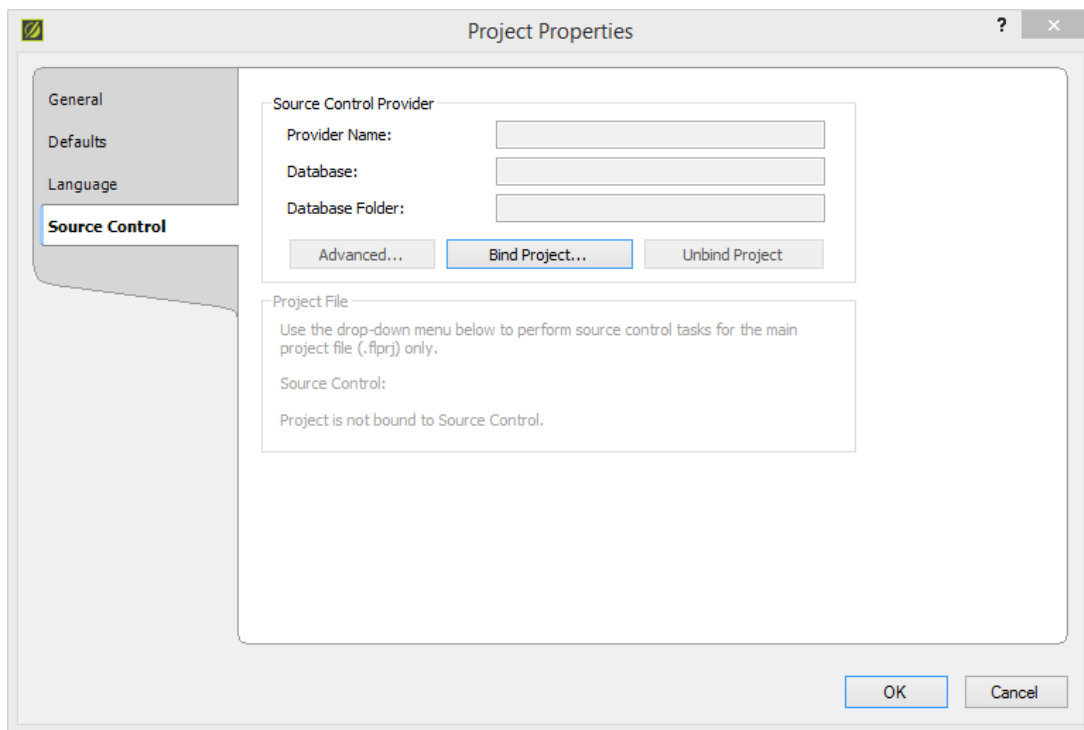 Project Properties
?
General
Defaults
Language
Source Control
Source Control Provider
Provider Name:
Database:
Database Folder:
Advanced...
Bind Project...
Unbind Project
Project File
Use the drop-down menu below to perform source control tasks for the main
project file (.flprj) only.
Source Control:
Project is not bound to Source Control.
OK
Cancel